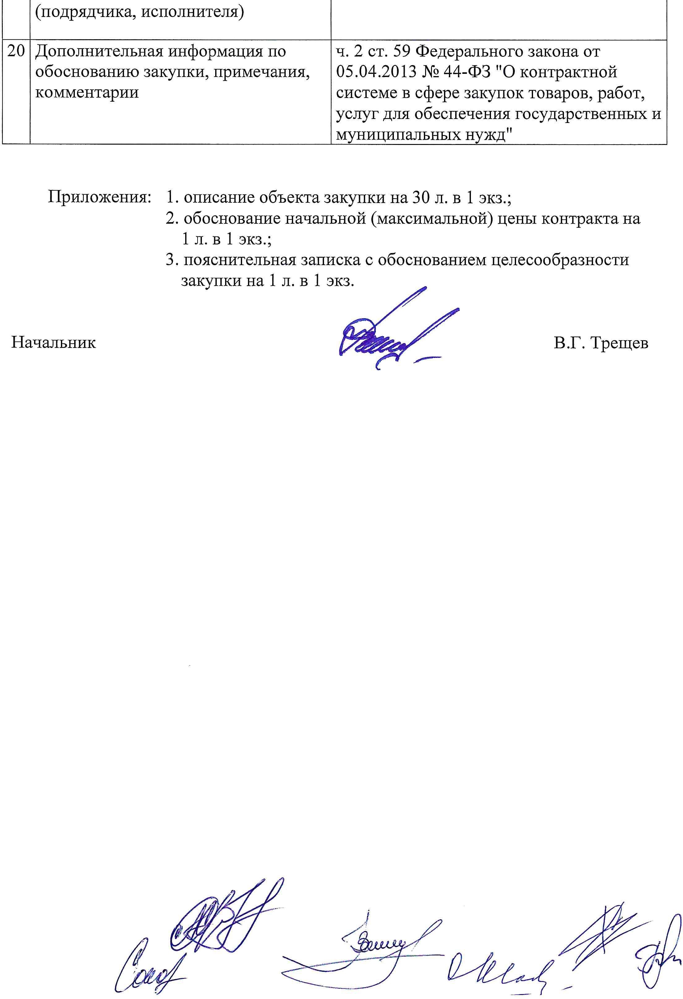 (подрядчика, исполнителя)
20 Дополнительная информация по
обоснованию закупки, примечания,
комментарии
ч. 2 ст. 59 Федерального закона от
05.04.2013 № 44-ФЗ "О контрактной
системе в сфере закупок товаров, работ,
услуг для обеспечения государственных и
муниципальных нужд"
Приложения: 1. описание объекта закупки на 30 л. в 1 экз.;
2. обоснование начальной (максимальной) цены контракта на
1 л. в 1 экз.;
3. пояснительная записка с обоснованием целесообразности
закупки на 1 л. в 1 экз.
Начальник В.Г. Трещев